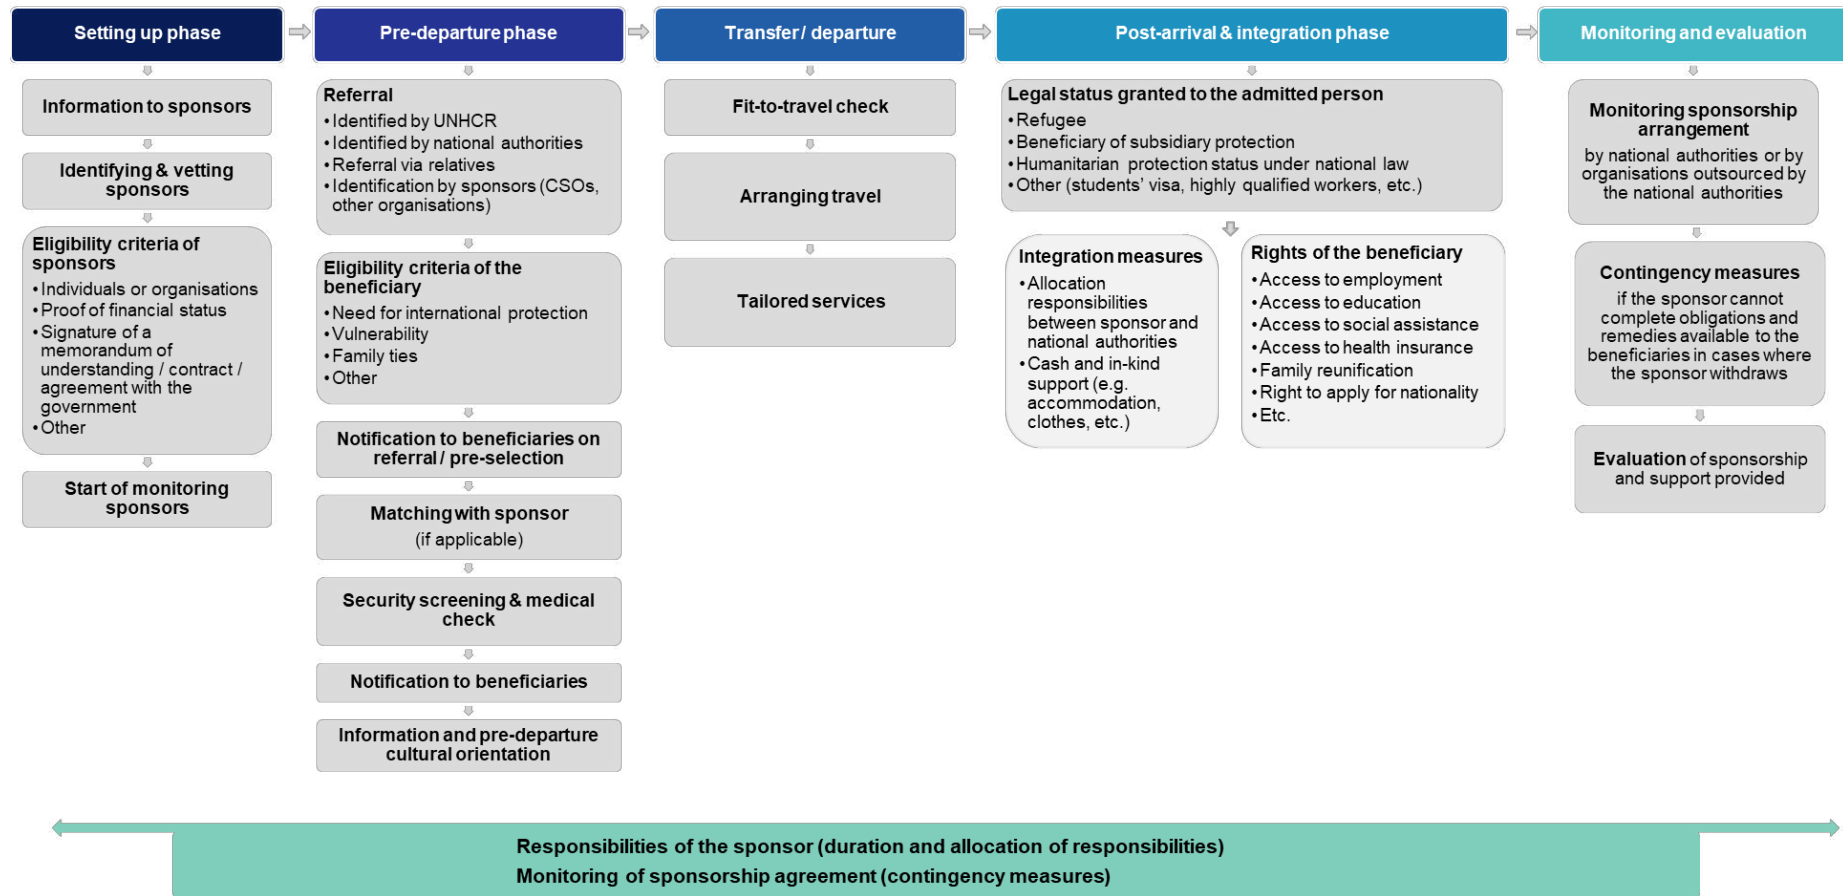 Setting up phase
Pre-departure phase
Transfer / departure
Post-arrival & integration phase
Monitoring and evaluation
Information to sponsors
Identifying & vetting
sponsors
Eligibility criteria of
sponsors
•Individuals or organisations
•Proof of financial status
•Signature of a
memorandum of
understanding / contract /
agreement with the
government
•Other
Start of monitoring
sponsors
Referral
•Identified by UNHCR
•Identified by national authorities
•Referral via relatives
•Identification by sponsors (CSOs,
other organisations)
Eligibility criteria of the
beneficiary
•Need for international protection
•Vulnerability
•Family ties
•Other
Notification to beneficiaries on
referral / pre-selection
Matching with sponsor
(if applicable)
Security screening & medical
check
Notification to beneficiaries
Information and pre-departure
cultural orientation
Fit-to-travel check
Arranging travel
Tailored services
Legal status granted to the admitted person
•Refugee
•Beneficiary of subsidiary protection
•Humanitarian protection status under national law
•Other (students’ visa, highly qualified workers, etc.)
Integration measures
•Allocation
responsibilities
between sponsor and
national authorities
•Cash and in-kind
support (e.g.
accommodation,
clothes, etc.)
Rights of the beneficiary
•Access to employment
•Access to education
•Access to social assistance
•Access to health insurance
•Family reunification
•Right to apply for nationality
•Etc.
Monitoring sponsorship
arrangement
by national authorities or by
organisations outsourced by
the national authorities
Contingency measures
if the sponsor cannot
complete obligations and
remedies available to the
beneficiaries in cases where
the sponsor withdraws
Evaluation of sponsorship
and support provided
Responsibilities of the sponsor (duration and allocation of responsibilities)
Monitoring of sponsorship agreement (contingency measures)